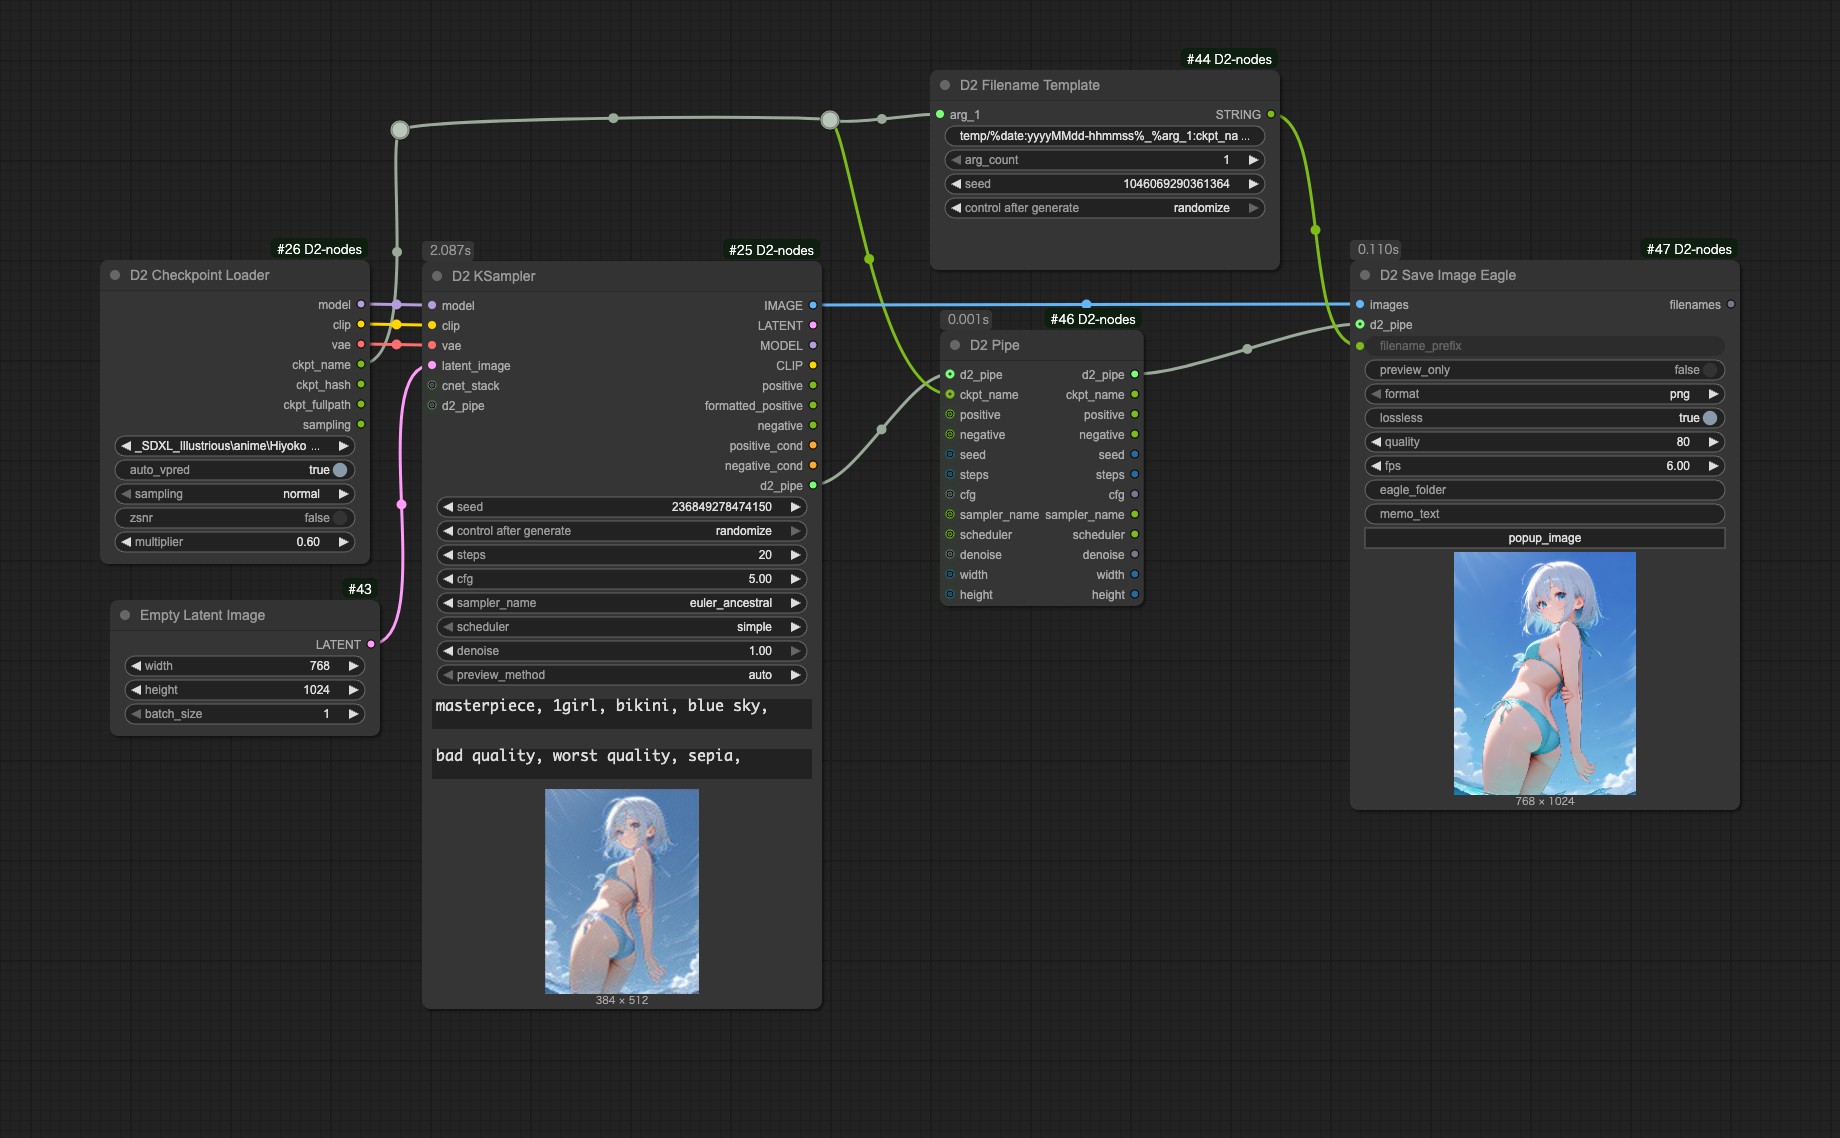 #44 D2-nodes
D2 Filename Template
arg_1 STRING
temp/%date:yyyyMMdd-hhmmss%_%arg_1:ckpt_na ...
arg_count 1
seed 1046069290361364
control after generate randomize
#26 D2-nodes
D2 Checkpoint Loader
model
clip
vae
ckpt_name
ckpt_hash
ckpt_fullpath
sampling
_SDXL_Illustrious\anime\Hiyoko ...
auto_vpred true
sampling normal
zsnr false
multiplier 0.60
#43
Empty Latent Image
LATENT
width 768
height 1024
batch_size 1
2.087s #25 D2-nodes
D2 KSampler
model IMAGE
clip LATENT
vae MODEL
latent_image CLIP
cnet_stack positive
d2_pipe formatted_positive
negative
positive_cond
negative_cond
d2_pipe
seed 236849278474150
control after generate randomize
steps 20
cfg 5.00
sampler_name euler_ancestral
scheduler simple
denoise 1.00
preview_method auto
masterpiece, 1girl, bikini, blue sky,
bad quality, worst quality, sepia,
384 × 512
0.001s #46 D2-nodes
D2 Pipe
d2_pipe d2_pipe
ckpt_name ckpt_name
positive positive
negative negative
seed seed
steps steps
cfg cfg
sampler_name sampler_name
scheduler scheduler
denoise denoise
width width
height height
0.110s #47 D2-nodes
D2 Save Image Eagle
images filenames
d2_pipe
filename_prefix
preview_only false
format png
lossless true
quality 80
fps 6.00
eagle_folder
memo_text
popup_image
768 × 1024